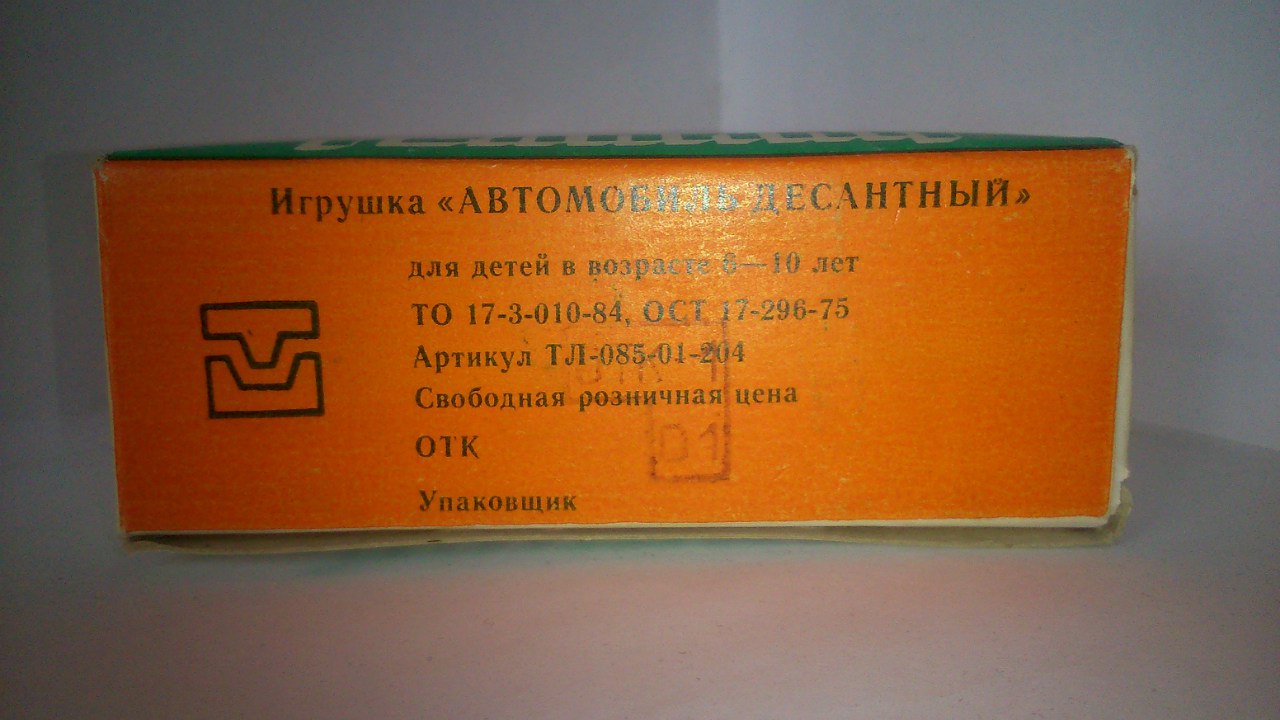 Игрушка «АВТОМОБИЛЬ ДЕСАНТНЫЙ»
для детей в возрасте 6—10 лет
ТО 17-3-010-84, ОСТ 17-296-75
Артикул ТЛ-085-01-204
Свободная розничная цена
ОТК
01
Упаковщик